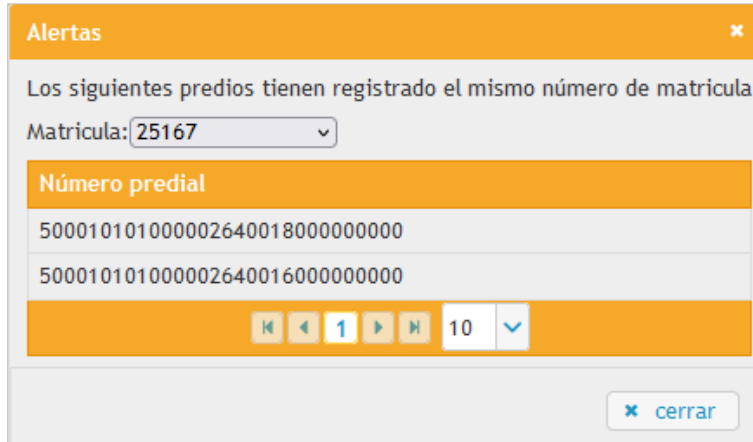 Alertas
Los siguientes predios tienen registrado el mismo número de matricula
Matricula: 25167
Número predial
500010101000002640018000000000
500010101000002640016000000000
1 10
cerrar